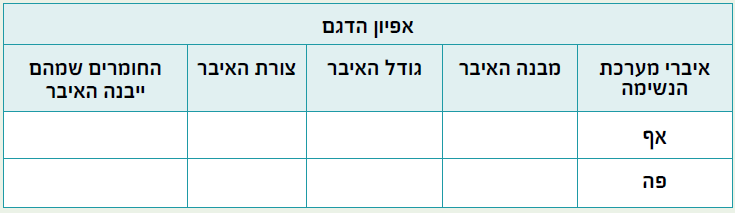 אפיון הדגם
איברי מערכת הנשימה
מבנה האיבר
גודל האיבר
צורת האיבר
החומרים שמהם ייבנה האיבר
אף
פה